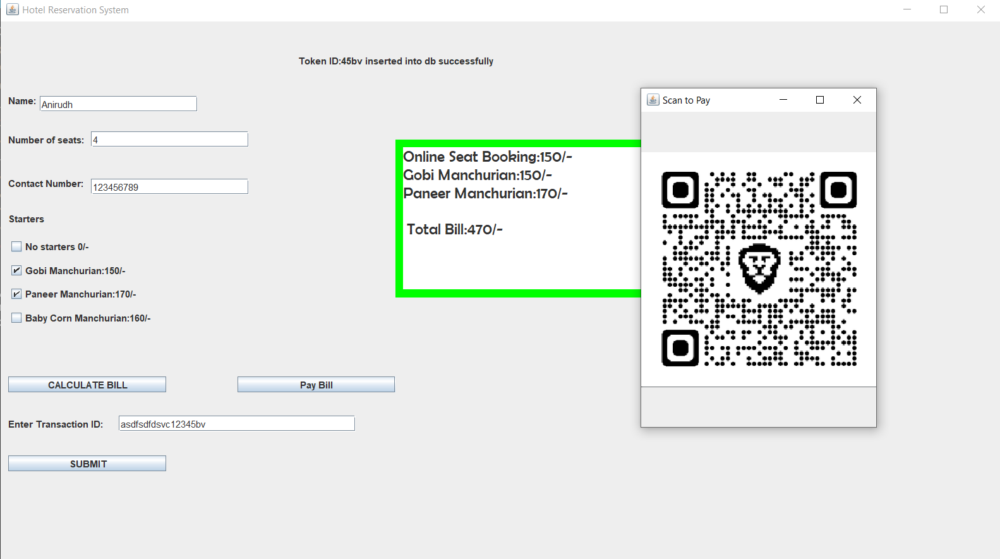 Hotel Reservation System
Token ID:45bv inserted into db successfully
Name: Anirudh
Number of seats: 4
Contact Number: 123456789
Starters
No starters 0/-
Gobi Manchurian:150/-
Paneer Manchurian:170/-
Baby Corn Manchurian:160/-
CALCULATE BILL
Pay Bill
Enter Transaction ID: asdfsdfdsvc12345bv
SUBMIT
Online Seat Booking:150/-
Gobi Manchurian:150/-
Paneer Manchurian:170/-
Total Bill:470/-
Scan to Pay